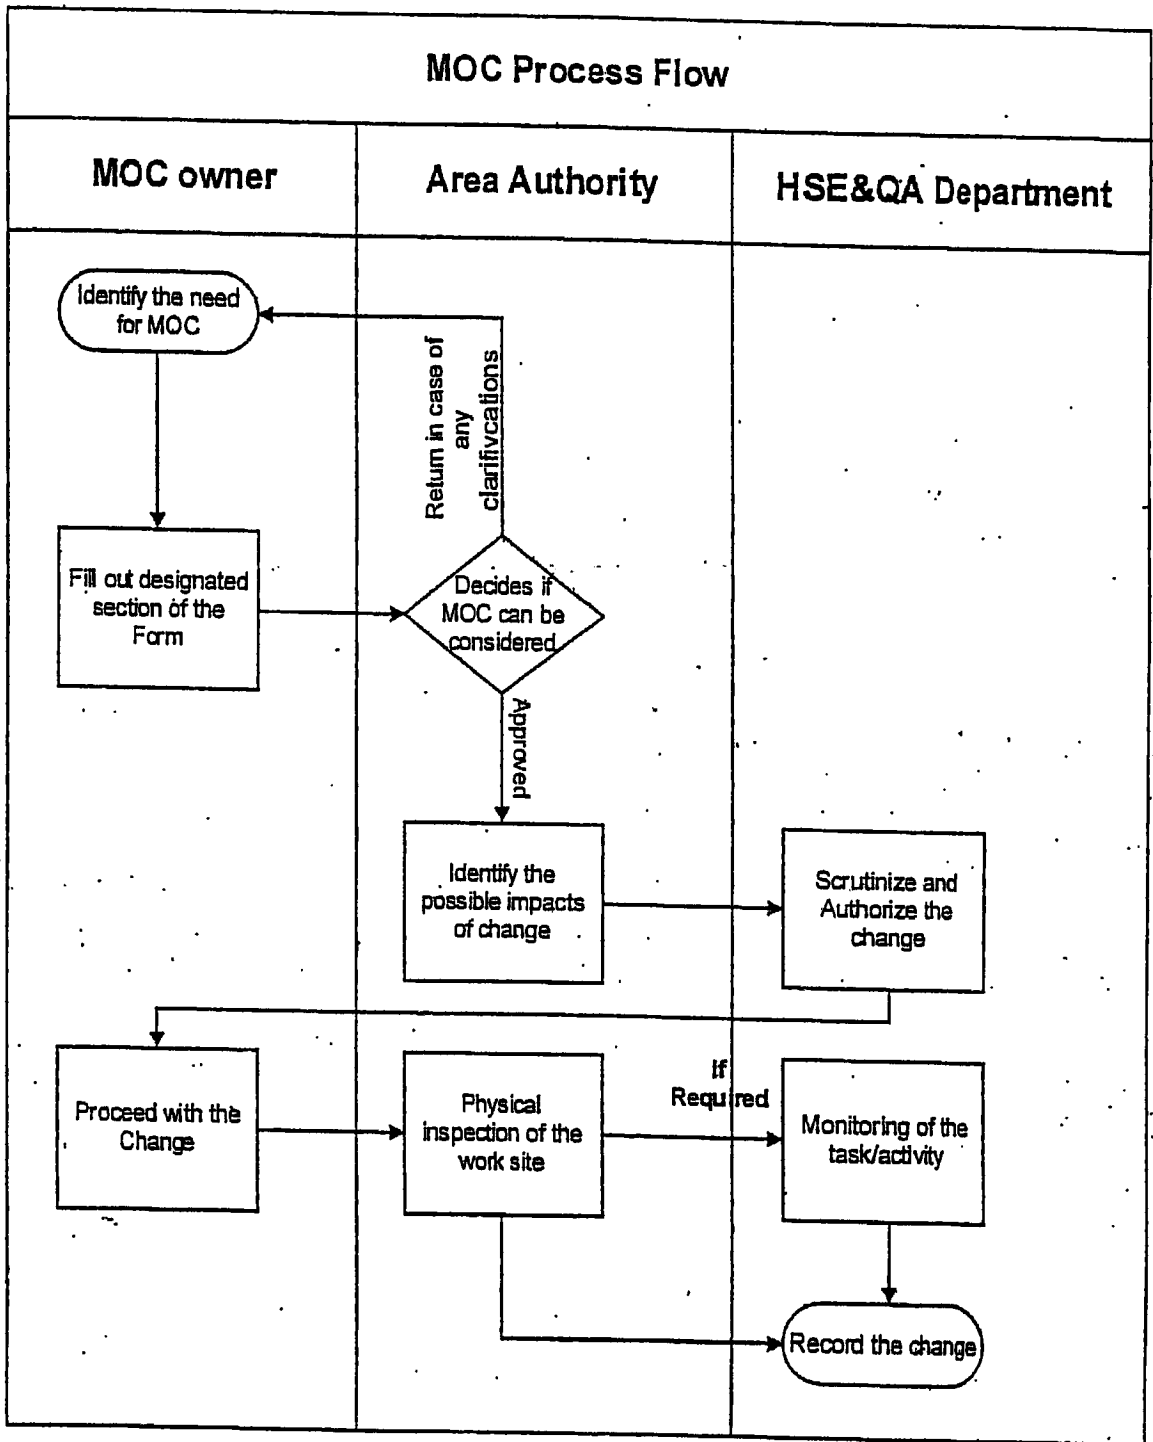 MOC Process Flow
MOC owner
Area Authority
HSE&QA Department
Identify the need
for MOC
Return in case of
any
clarifivcations
Fill out designated
section of the
Form
Decides if
MOC can be
considered
Approved
Identify the
possible impacts
of change
Scrutinize and
Authorize the
change
Proceed with the
Change
Physical
inspection of the
work site
If
Required
Monitoring of the
task/activity
Record the change